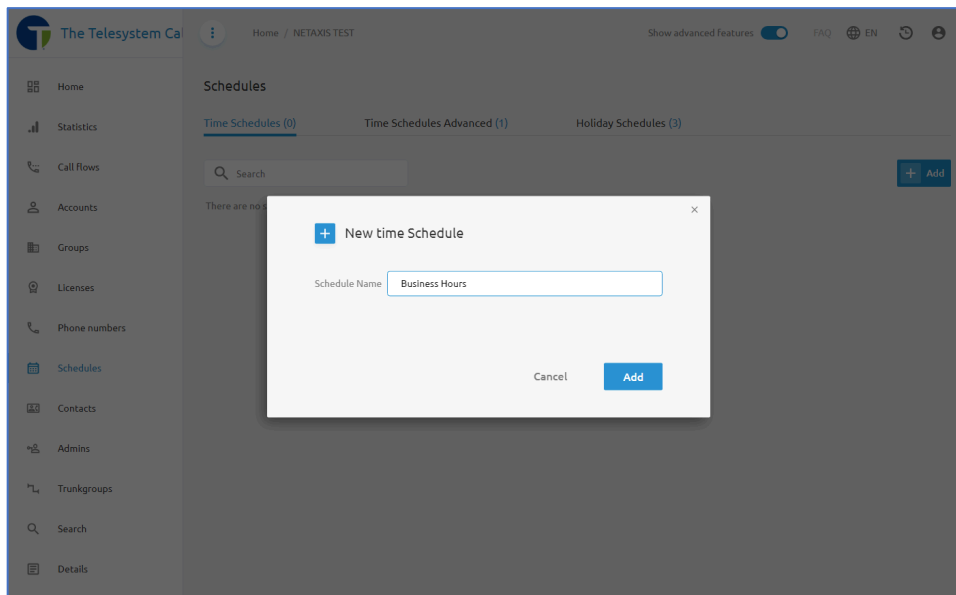 The Telesystem Cal
Home / NETAXIS TEST
Show advanced features
FAQ
EN
Home
Statistics
Call flows
Accounts
Groups
Licenses
Phone numbers
Schedules
Contacts
Admins
Trunkgroups
Search
Details
Schedules
Time Schedules (0)
Time Schedules Advanced (1)
Holiday Schedules (3)
Search
+ Add
There are no s
+ New time Schedule
×
Schedule Name Business Hours
Cancel
Add